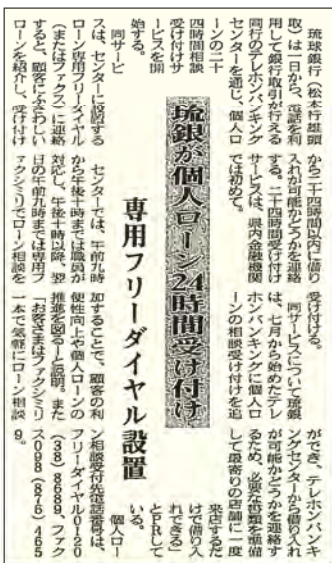 琉銀が個人ローン24時間受け付け
専用フリーダイヤル設置
琉球銀行(松本行雄頭
取)は一日から、電話を利
用して銀行取引が行える
同行のテレホンバンキング
センターを通じ、個人ロ
ーンの二十
四時間相談
受け付けサ
ービスを開
始する。
同サービ
スは、センターに設置する
ローン専用フリーダイヤル
(またはファクス)に連絡
すると、顧客にふさわしい
ローンを紹介し、受け付け
から二十四時間以内に借り
入れが可能かどうかを連絡
する。二十四時間受け付け
サービスは、県内金融機関
では初めて。
センターでは、午前九時
から午後十時までは職員が
対応し、午後十時以降、翌
日の午前九時までは専用フ
ァクシミリでローン相談を
受け付ける。
同サービスについて琉銀
は、七月から始めたテレ
ホンバンキングに個人ロ
ーンの相談受け付けを追
加することで、顧客の利
便性向上や個人ローンの
推進を図る―と説明。また
「お客さまはファクシミリ
一本で気軽にローン相談
ができ、テレホンバンキ
ングセンターから借り入れ
が可能かどうかを連絡す
るため、必要な書類を準備
して最寄りの店舗に一度
来店するだ
けで借り入
れできる」
とPRして
いる。
個人ロー
ン相談受付先電話番号は、
フリーダイヤル0120
(38)8689、ファク
ス098(876)465
9。